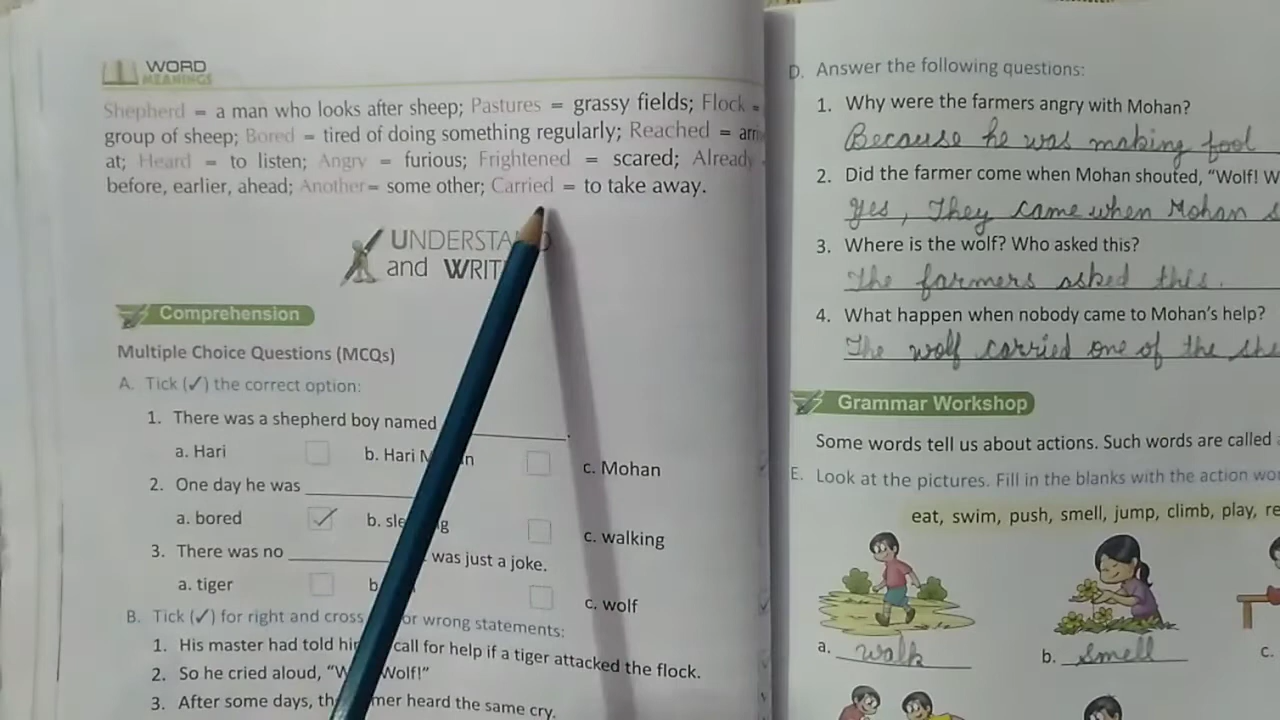 WORD
MEANINGS
Shepherd = a man who looks after sheep; Pastures = grassy fields; Flock =
group of sheep; Bored = tired of doing something regularly; Reached =
at; Heard = to listen; Angry = furious; Frightened = scared; Already
before, earlier, ahead; Another = some other; Carried = to take away.
UNDERSTAND
and WRIT
Comprehension
Multiple Choice Questions (MCQs)
A. Tick (✓) the correct option:
1. There was a shepherd boy named ____.
a. Hari b. Hari c. Mohan
2. One day he was ____
a. bored ✓ b. c. walking
3. There was no ____ was just a joke.
a. tiger b. c. wolf
B. Tick (✓) for right and cross or wrong statements:
1. His master had told call for help if a tiger attacked the flock.
2. So he cried aloud, Wolf!"
3. After some days, heard the same cry.
D. Answer the following questions:
1. Why were the farmers angry with Mohan?
Because he was making fool
2. Did the farmer come when Mohan shouted, "Wolf! W
yes, They came when Mohan s
3. Where is the wolf? Who asked this?
The farmers asked this.
4. What happen when nobody came to Mohan's help?
The wolf carried one of the she
Grammar Workshop
Some words tell us about actions. Such words are called
E. Look at the pictures. Fill in the blanks with the action wo
eat, swim, push, smell, jump, climb, play, re
a. walk b. smell c.